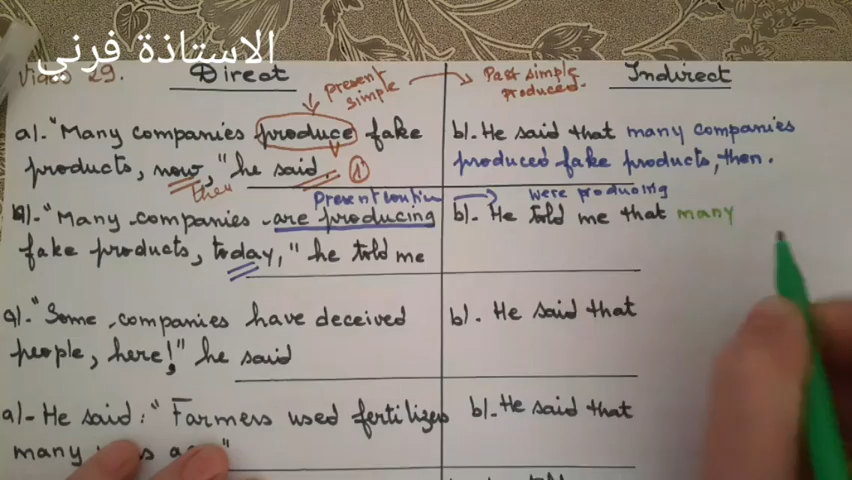 الاستاذة فرني
Video 29.
Direct
present simple
Past simple produced.
Indirect
a). "Many companies produce fake
products, now," he said. 1
then
b). He said that many companies
produced fake products, then.
Present continu
were producing
a). "Many companies are producing
fake products, today," he told me
b). He told me that many
a). "Some companies have deceived
people, here!" he said
b). He said that
a). He said: "Farmers used fertilizers
many ago"
b). He said that